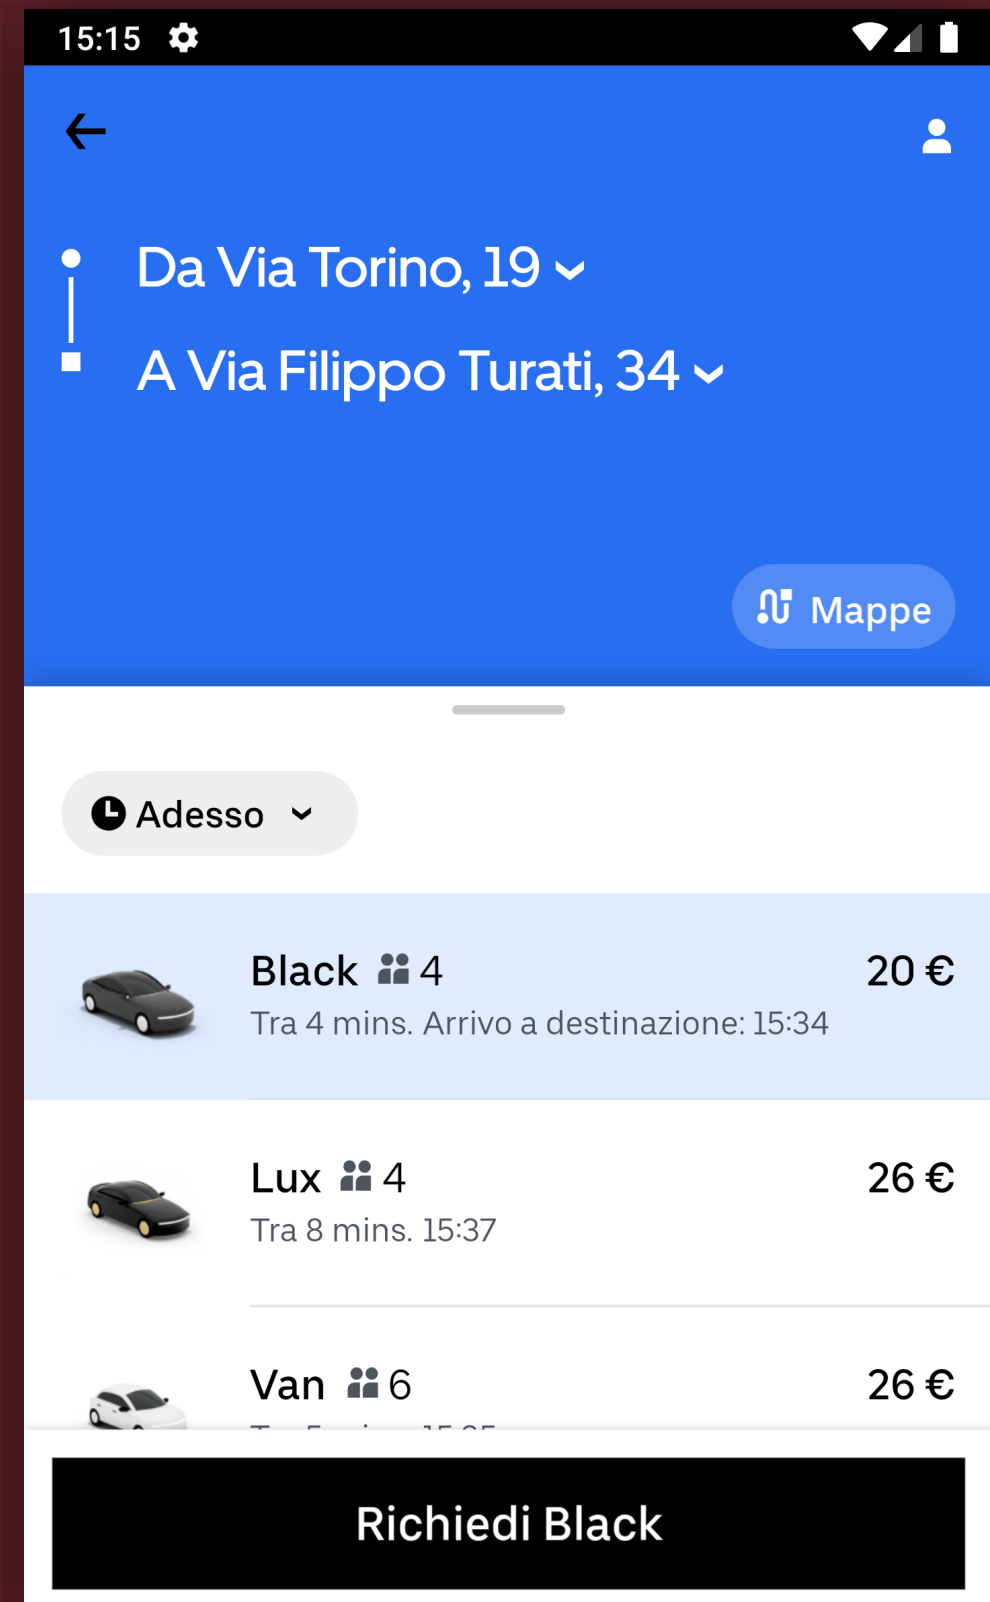 15:15
Da Via Torino, 19
A Via Filippo Turati, 34
Mappe
Adesso
Black 4 20 €
Tra 4 mins. Arrivo a destinazione: 15:34
Lux 4 26 €
Tra 8 mins. 15:37
Van 6 26 €
Richiedi Black